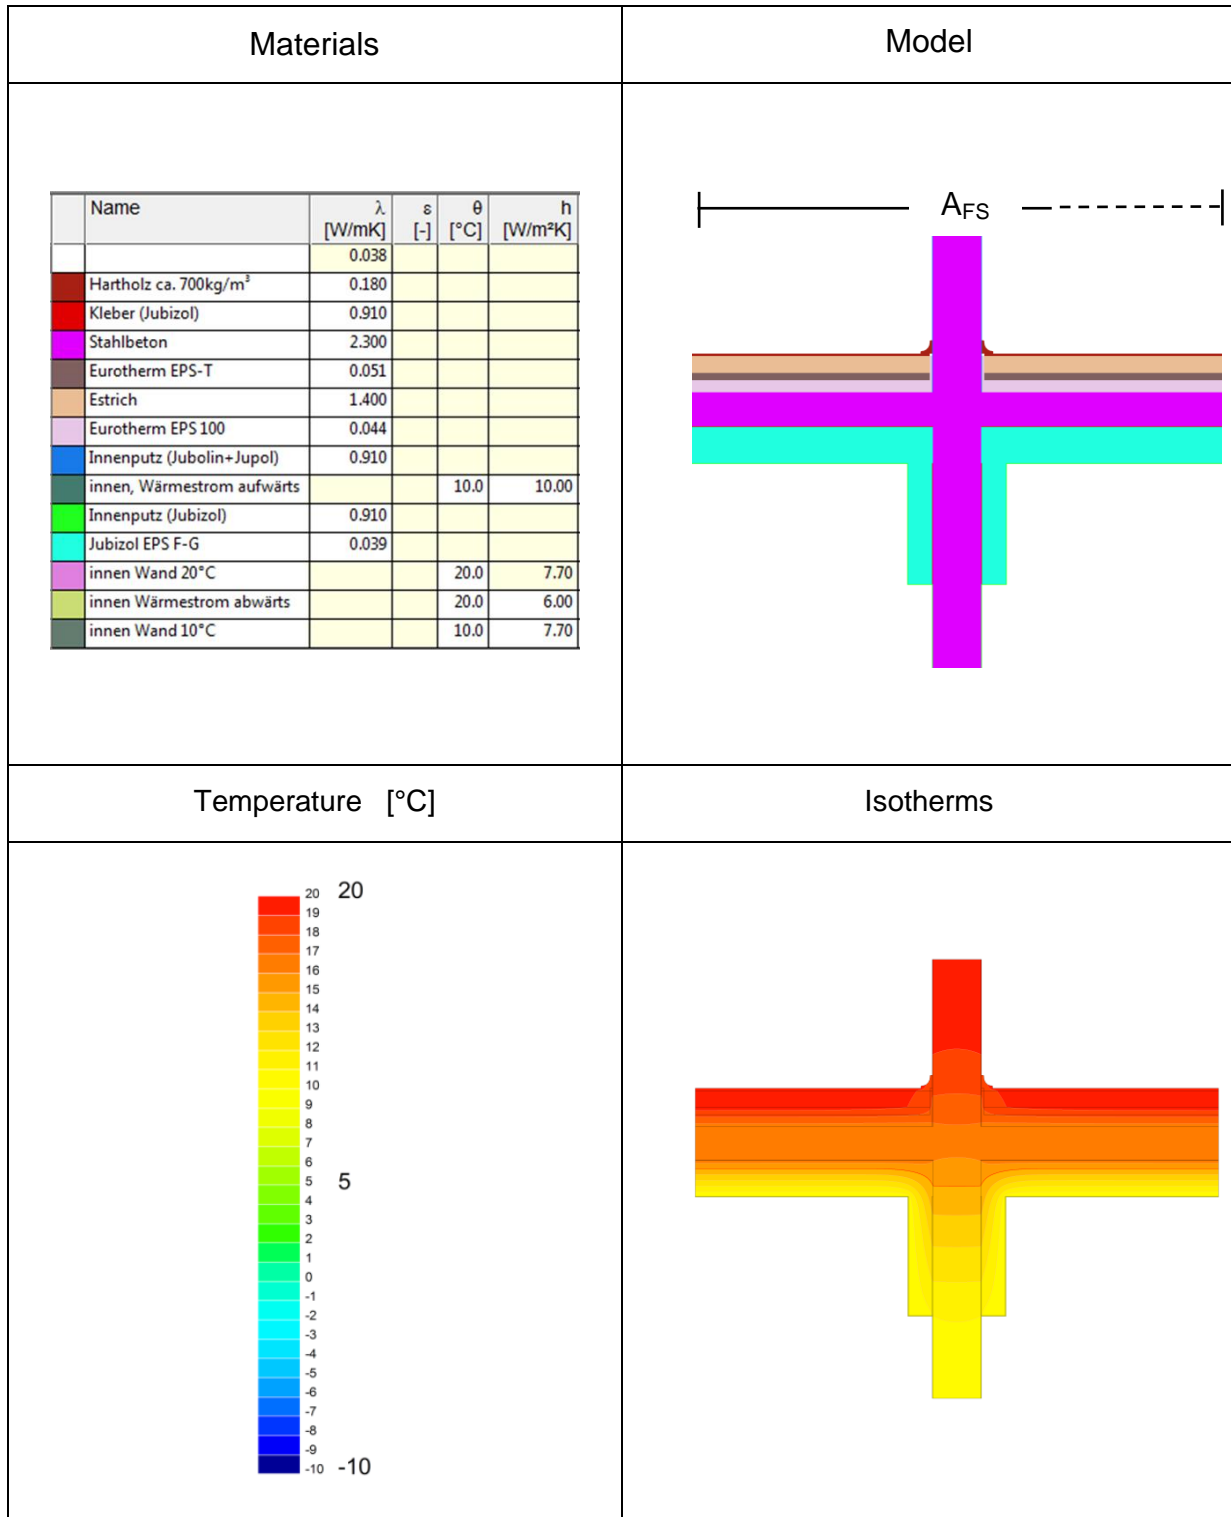 Materials
Model
Name λ ε θ h
[W/mK] [-] [°C] [W/m²K]
0.038
Hartholz ca. 700kg/m³ 0.180
Kleber (Jubizol) 0.910
Stahlbeton 2.300
Eurotherm EPS-T 0.051
Estrich 1.400
Eurotherm EPS 100 0.044
Innenputz (Jubolin+Jupol) 0.910
innen, Wärmestrom aufwärts 10.0 10.00
Innenputz (Jubizol) 0.910
Jubizol EPS F-G 0.039
innen Wand 20°C 20.0 7.70
innen Wärmestrom abwärts 20.0 6.00
innen Wand 10°C 10.0 7.70
A_FS
Temperature [°C]
Isotherms
20 20
19
18
17
16
15
14
13
12
11
10
9
8
7
6
5 5
4
3
2
1
0
-1
-2
-3
-4
-5
-6
-7
-8
-9
-10 -10